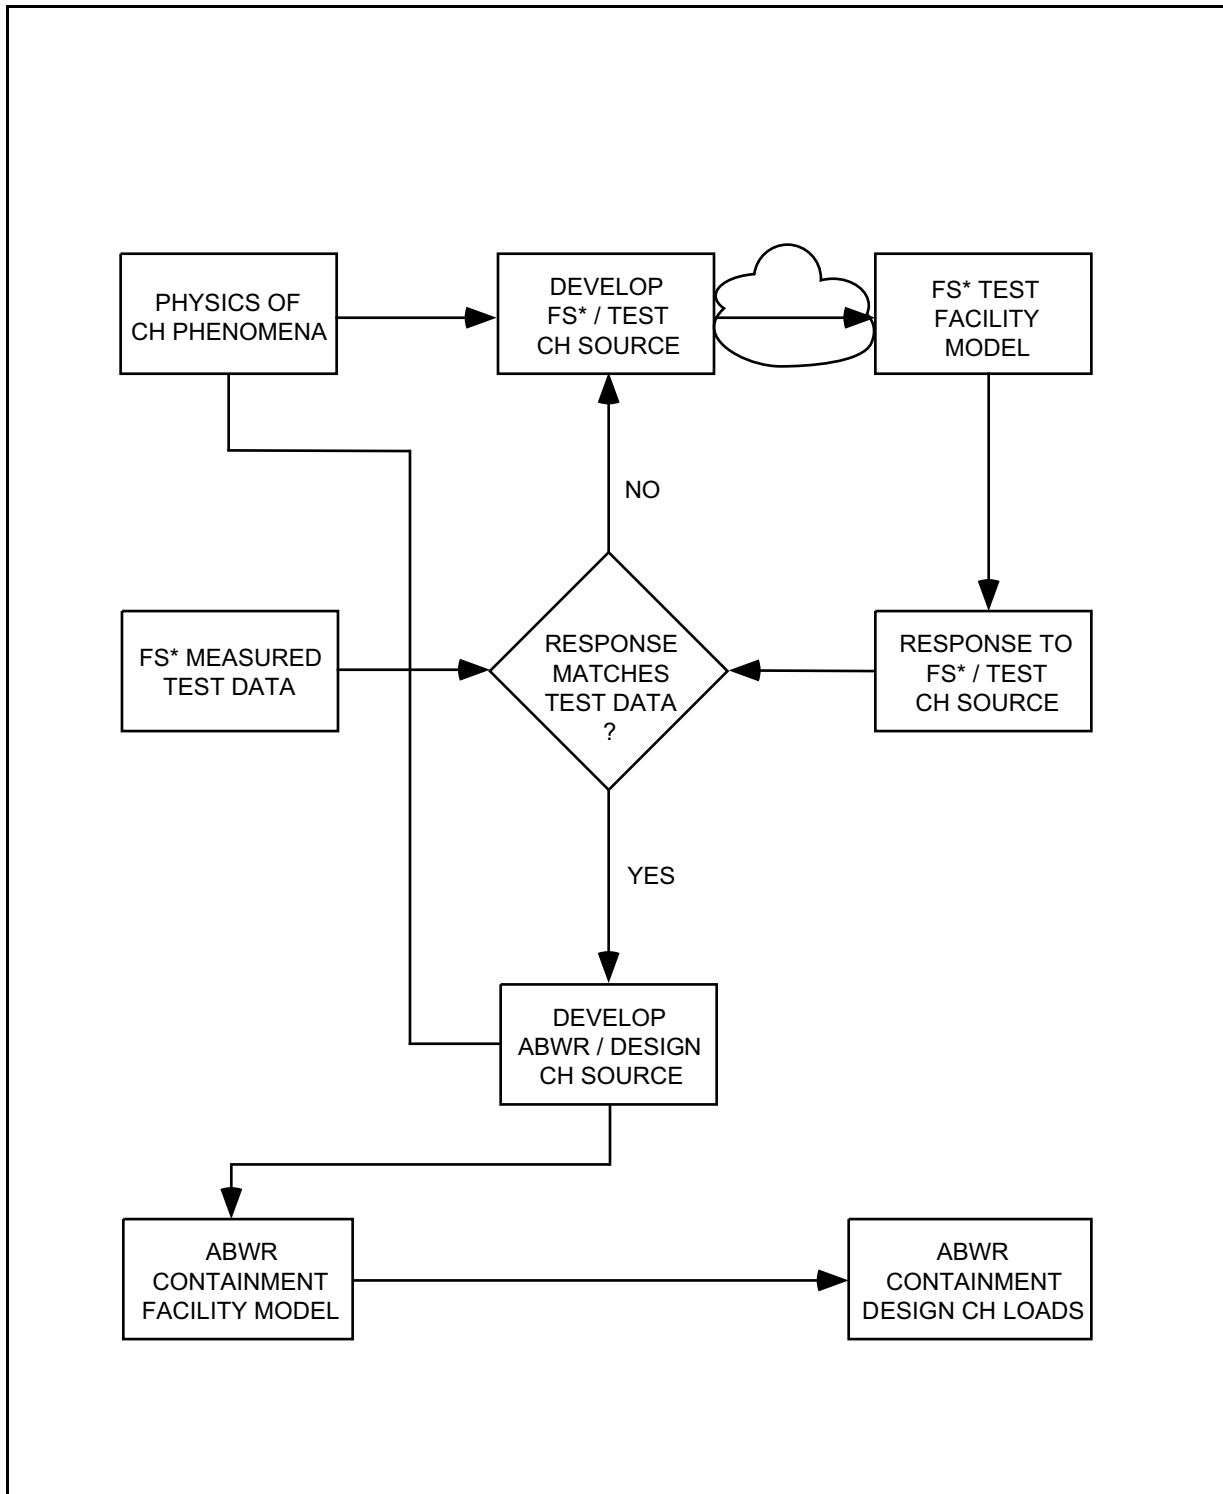 PHYSICS OF
CH PHENOMENA
DEVELOP
FS* / TEST
CH SOURCE
FS* TEST
FACILITY
MODEL
NO
FS* MEASURED
TEST DATA
RESPONSE
MATCHES
TEST DATA
?
RESPONSE TO
FS* / TEST
CH SOURCE
YES
DEVELOP
ABWR / DESIGN
CH SOURCE
ABWR
CONTAINMENT
FACILITY MODEL
ABWR
CONTAINMENT
DESIGN CH LOADS